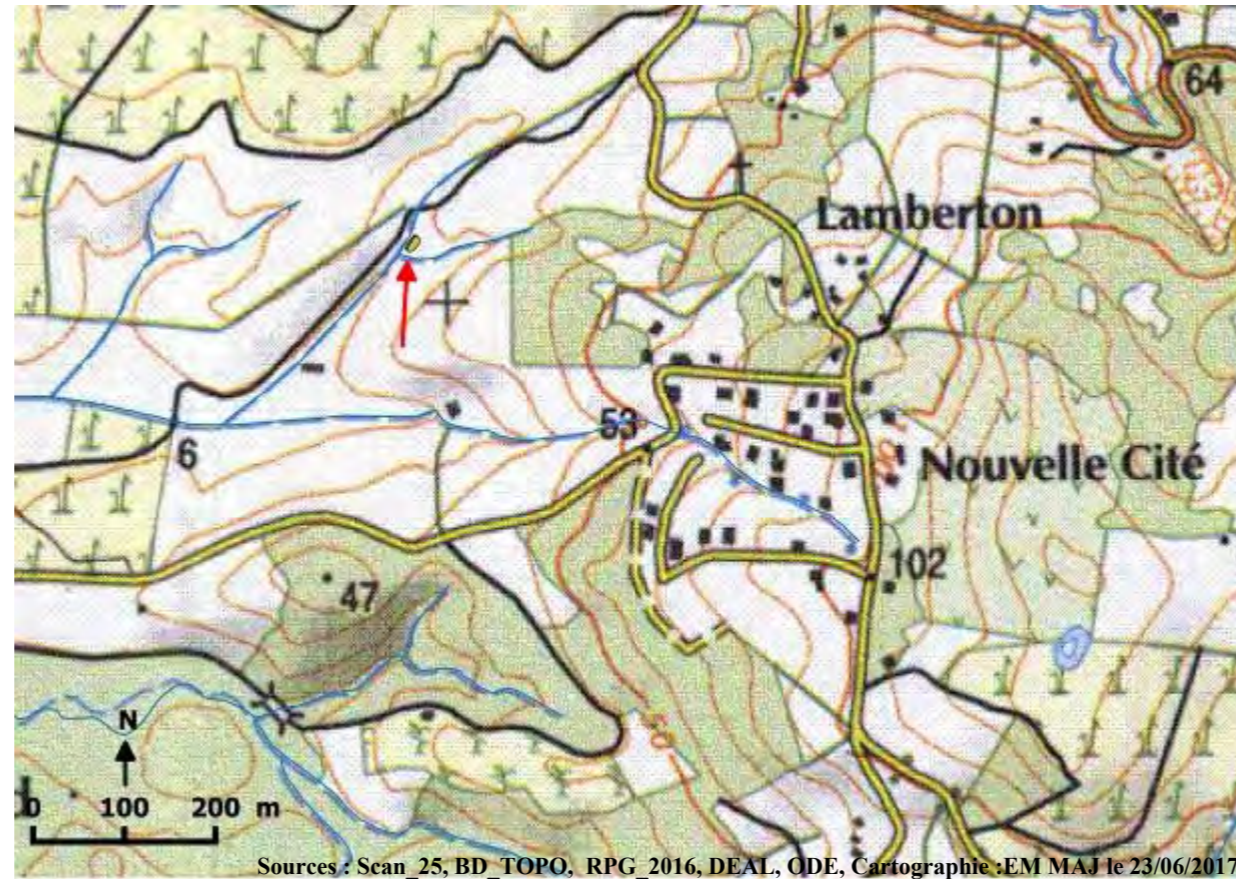 64
Lamberton
53
6
Nouvelle Cité
102
47
50
N
0 100 200 m
Sources : Scan_25, BD_TOPO, RPG_2016, DEAL, ODE, Cartographie :EM MAJ le 23/06/2017